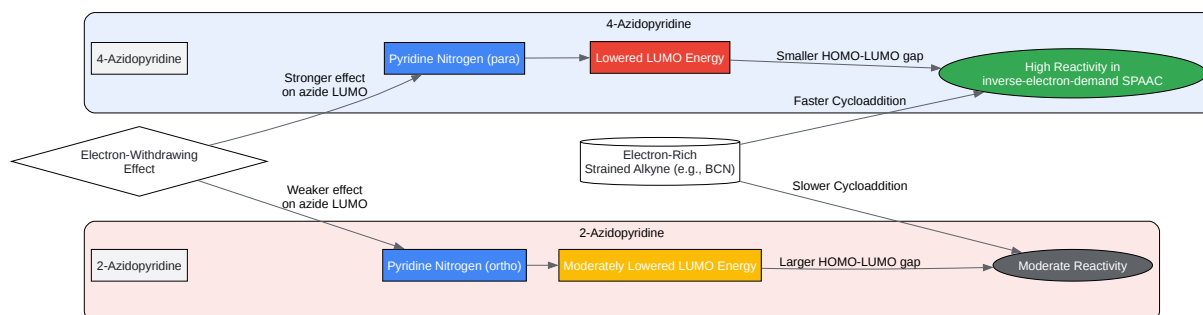 4-Azidopyridine
4-Azidopyridine
Pyridine Nitrogen (para)
Lowered LUMO Energy
Smaller HOMO-LUMO gap
High Reactivity in
inverse-electron-demand SPAAC
Stronger effect
on azide LUMO
Faster Cycloaddition
Electron-Withdrawing
Effect
Electron-Rich
Strained Alkyne (e.g., BCN)
Weaker effect
on azide LUMO
Slower Cycloaddition
2-Azidopyridine
2-Azidopyridine
Pyridine Nitrogen (ortho)
Moderately Lowered LUMO Energy
Larger HOMO-LUMO gap
Moderate Reactivity